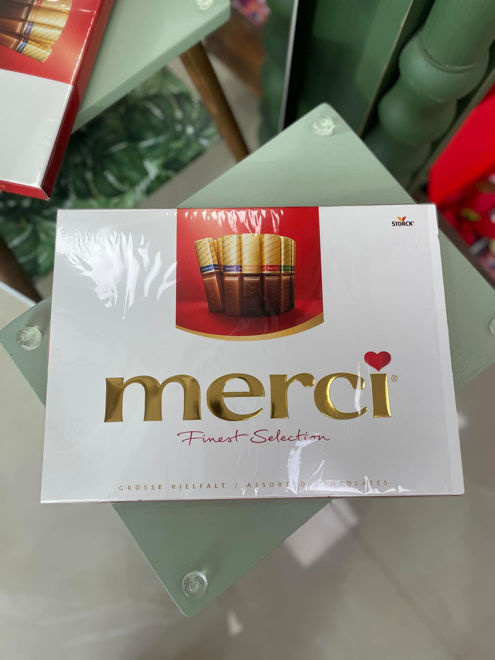 STORCK
merci®
Finest Selection
GROSSE VIELFALT / ASSORTED CHOCOLATES